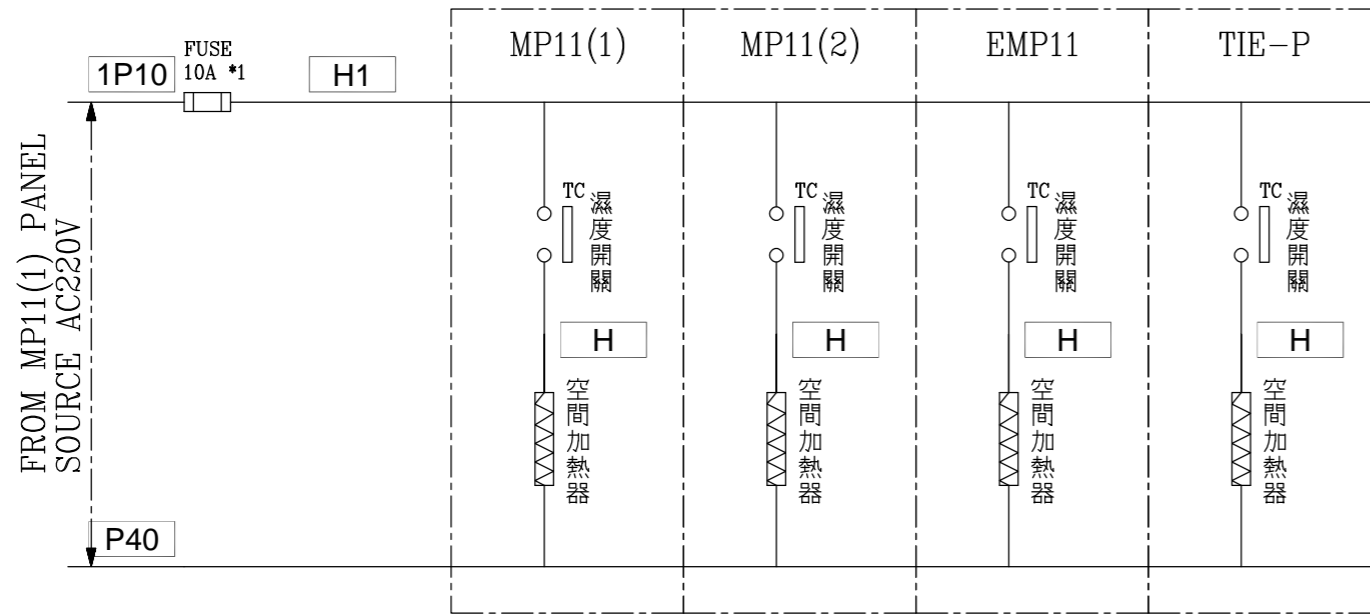 MP11(1)
MP11(2)
EMP11
TIE-P
FUSE
10A *1
1P10
H1
FROM MP11(1) PANEL
SOURCE AC220V
TC
濕度開關
TC
濕度開關
TC
濕度開關
TC
濕度開關
H
H
H
H
空間加熱器
空間加熱器
空間加熱器
空間加熱器
P40